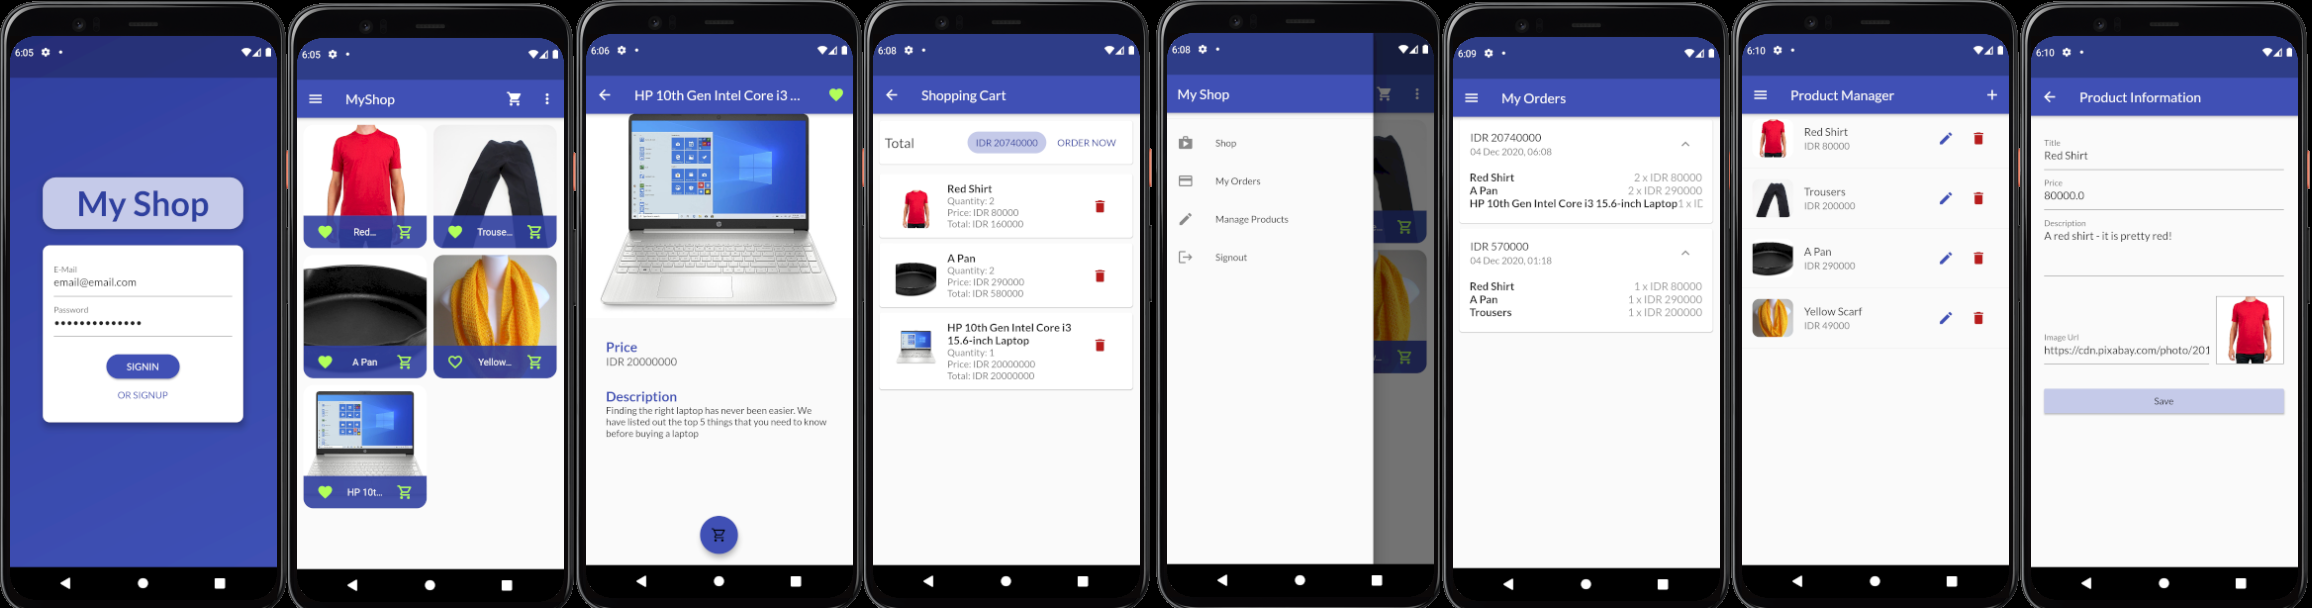 6:05
My Shop
E-Mail
email@email.com
Password
SIGNIN
OR SIGNUP
6:05
MyShop
Red...
Trouse...
A Pan
Yellow...
HP 10t...
6:06
HP 10th Gen Intel Core i3 ...
Price
IDR 20000000
Description
Finding the right laptop has never been easier. We
have listed out the top 5 things that you need to know
before buying a laptop
6:08
Shopping Cart
Total
IDR 20740000
ORDER NOW
Red Shirt
Quantity: 2
Price: IDR 80000
Total: IDR 160000
A Pan
Quantity: 2
Price: IDR 290000
Total: IDR 580000
HP 10th Gen Intel Core i3
15.6-inch Laptop
Quantity: 1
Price: IDR 20000000
Total: IDR 20000000
6:08
My Shop
Shop
My Orders
Manage Products
Signout
6:09
My Orders
IDR 20740000
04 Dec 2020, 06:08
Red Shirt 2 x IDR 80000
A Pan 2 x IDR 290000
HP 10th Gen Intel Core i3 15.6-inch Laptop 1 x ID
IDR 570000
04 Dec 2020, 01:18
Red Shirt 1 x IDR 80000
A Pan 1 x IDR 290000
Trousers 1 x IDR 200000
6:10
Product Manager
Red Shirt
IDR 80000
Trousers
IDR 200000
A Pan
IDR 290000
Yellow Scarf
IDR 49000
6:10
Product Information
Title
Red Shirt
Price
80000.0
Description
A red shirt - it is pretty red!
Image Url
https://cdn.pixabay.com/photo/201
Save